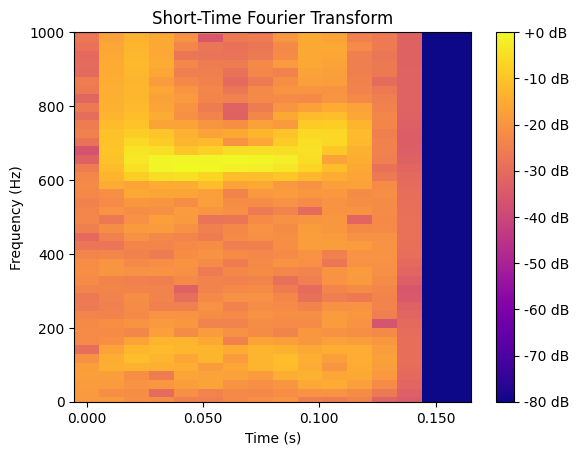 Short-Time Fourier Transform
1000
800
600
400
200
0
Frequency (Hz)
0.000
0.050
0.100
0.150
Time (s)
+0 dB
-10 dB
-20 dB
-30 dB
-40 dB
-50 dB
-60 dB
-70 dB
-80 dB